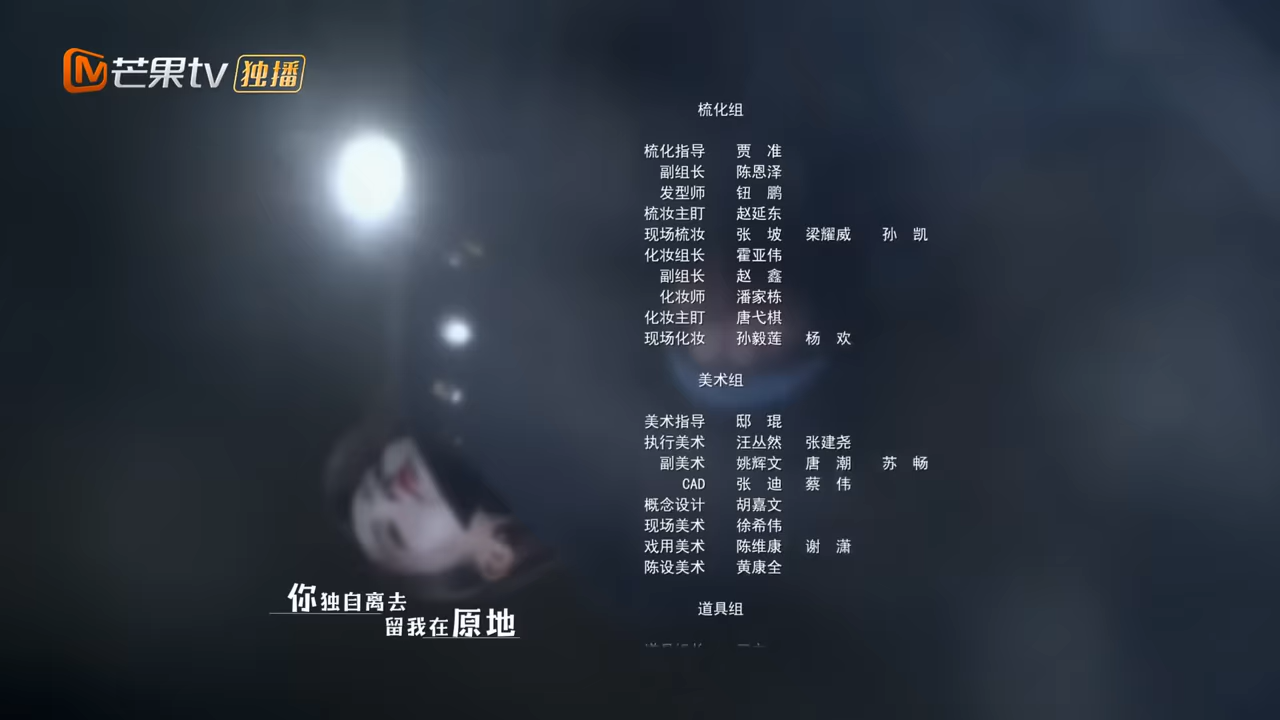 芒果tv 独播
梳化组
梳化指导 贾 准
副组长 陈恩泽
发型师 钮 鹏
梳妆主盯 赵延东
现场梳妆 张 坡 梁耀威 孙 凯
化妆组长 霍亚伟
副组长 赵 鑫
化妆师 潘家栋
化妆主盯 唐弋棋
现场化妆 孙毅莲 杨 欢
美术组
美术指导 邸 琨
执行美术 汪丛然 张建尧
副美术 姚辉文 唐 潮 苏 畅
CAD 张 迪 蔡 伟
概念设计 胡嘉文
现场美术 徐希伟
戏用美术 陈维康 谢 潇
陈设美术 黄康全
道具组
你独自离去
留我在原地